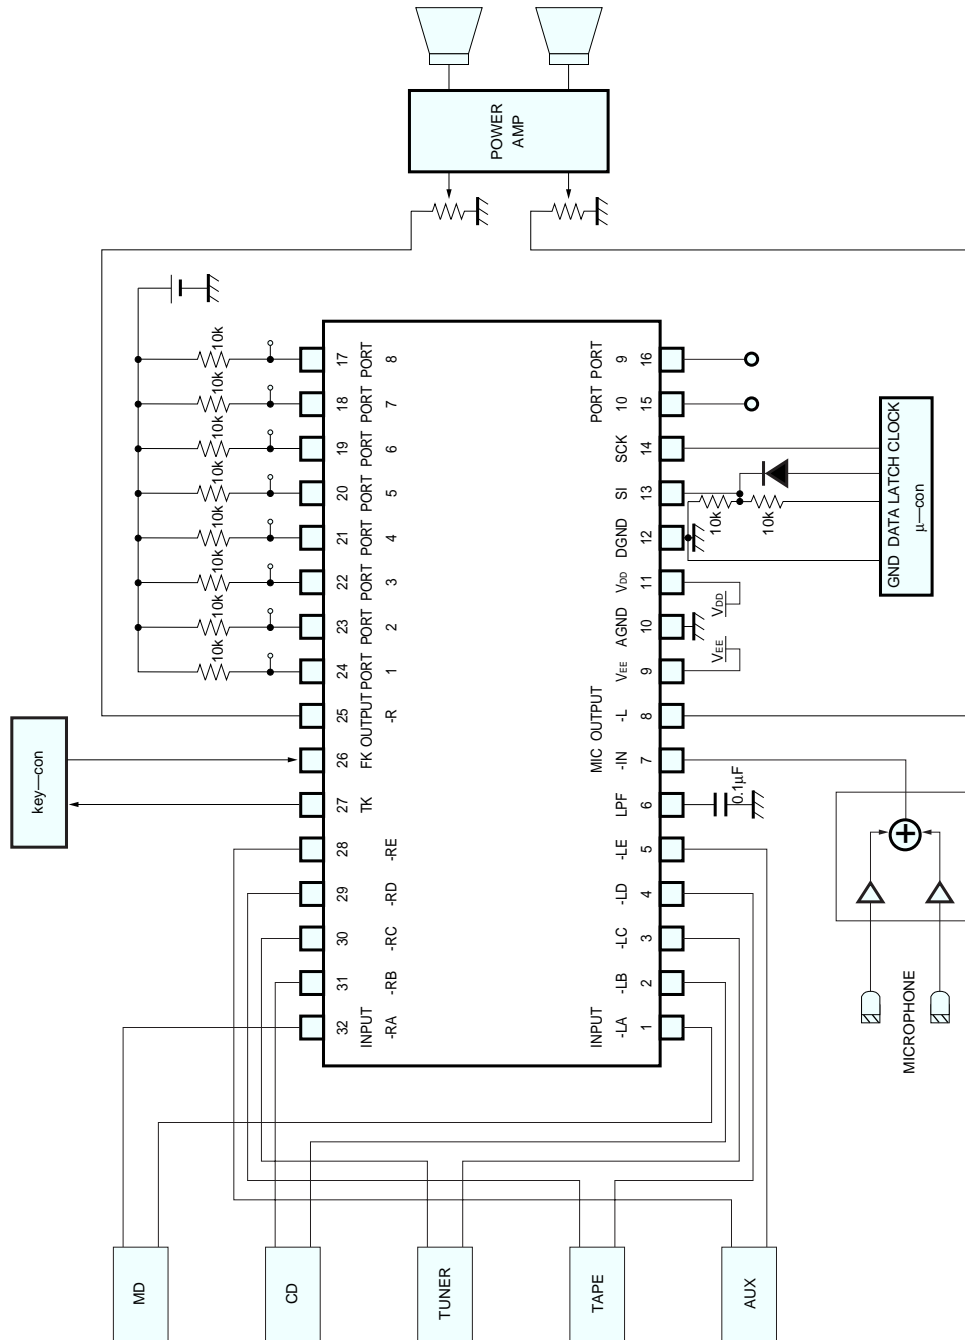 POWER
AMP
10k
10k
10k
10k
10k
10k
10k
10k
17 PORT 8
18 PORT 7
19 PORT 6
20 PORT 5
21 PORT 4
22 PORT 3
23 PORT 2
24 PORT 1
25 OUTPUT -R
26 FK
27 TK
28 -RE
29 -RD
30 -RC
31 -RB
32 INPUT -RA
PORT 9 16
PORT 10 15
SCK 14
SI 13
DGND 12
VDD 11
AGND 10
VEE 9
OUTPUT -L 8
MIC -IN 7
LPF 6
-LE 5
-LD 4
-LC 3
-LB 2
INPUT -LA 1
key—con
10k
10k
VDD
VEE
0.1μF
GND DATA LATCH CLOCK
μ—con
MICROPHONE
MD
CD
TUNER
TAPE
AUX